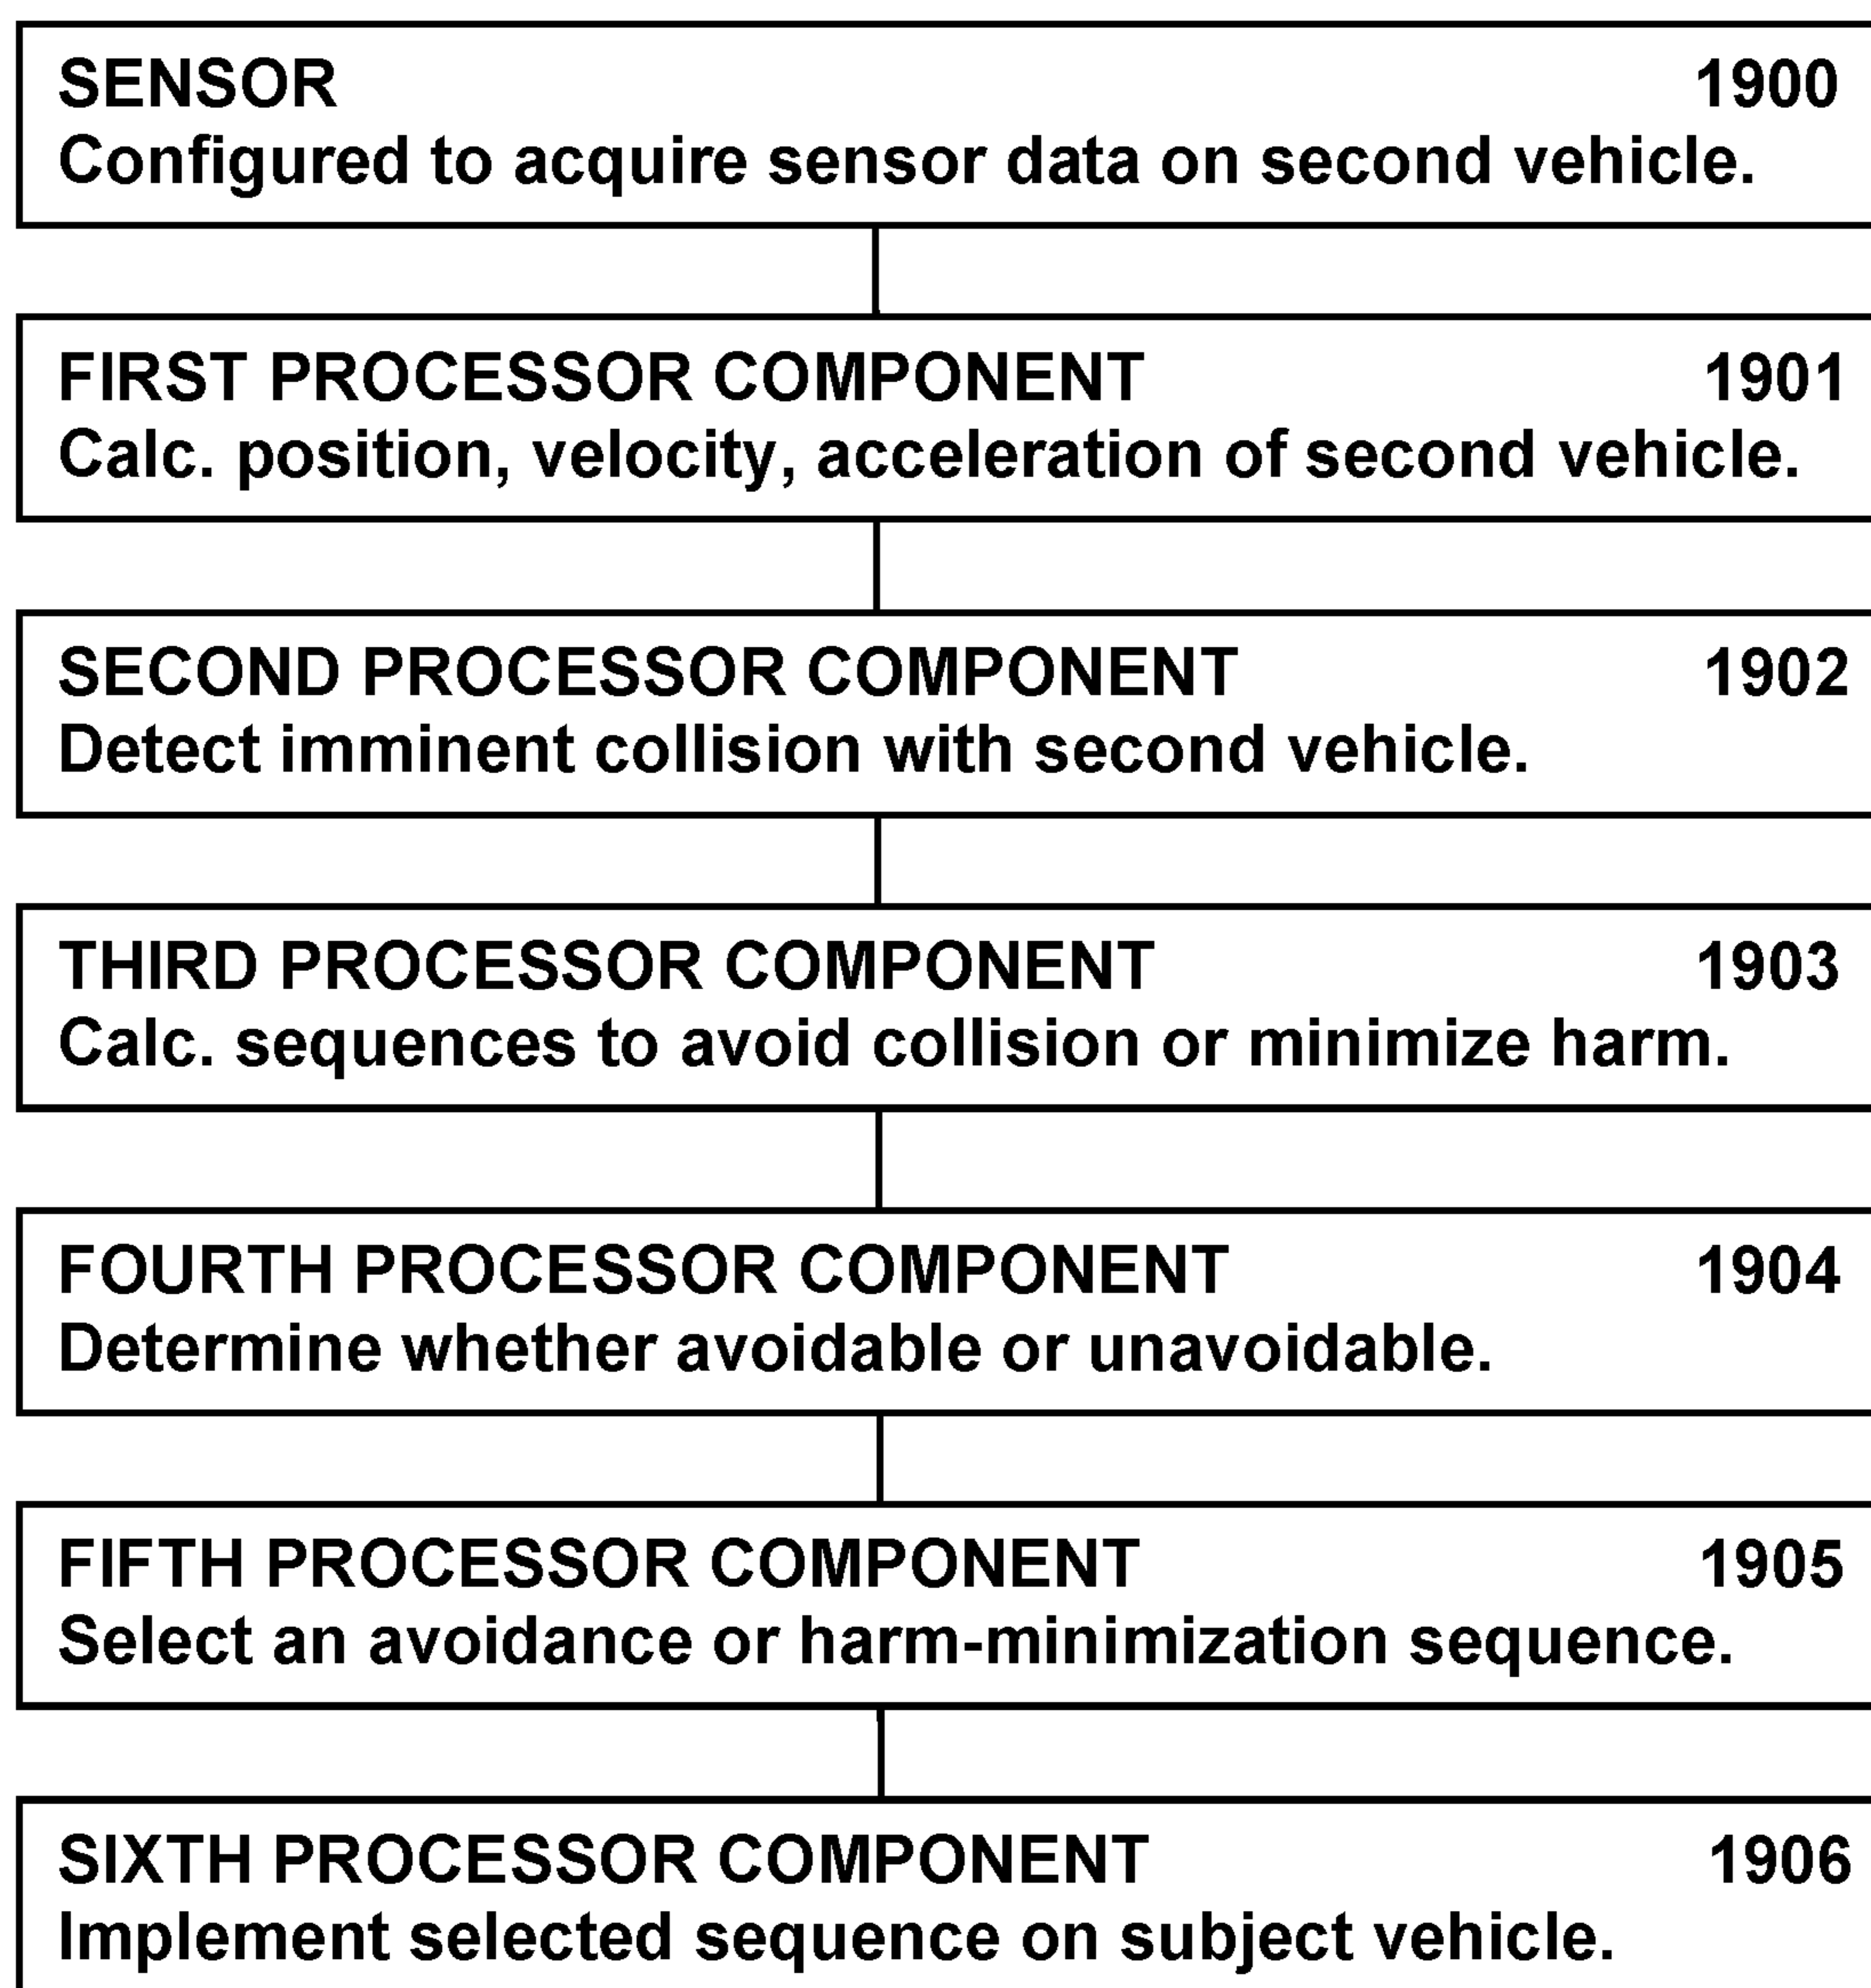 SENSOR 1900
Configured to acquire sensor data on second vehicle.
FIRST PROCESSOR COMPONENT 1901
Calc. position, velocity, acceleration of second vehicle.
SECOND PROCESSOR COMPONENT 1902
Detect imminent collision with second vehicle.
THIRD PROCESSOR COMPONENT 1903
Calc. sequences to avoid collision or minimize harm.
FOURTH PROCESSOR COMPONENT 1904
Determine whether avoidable or unavoidable.
FIFTH PROCESSOR COMPONENT 1905
Select an avoidance or harm-minimization sequence.
SIXTH PROCESSOR COMPONENT 1906
Implement selected sequence on subject vehicle.